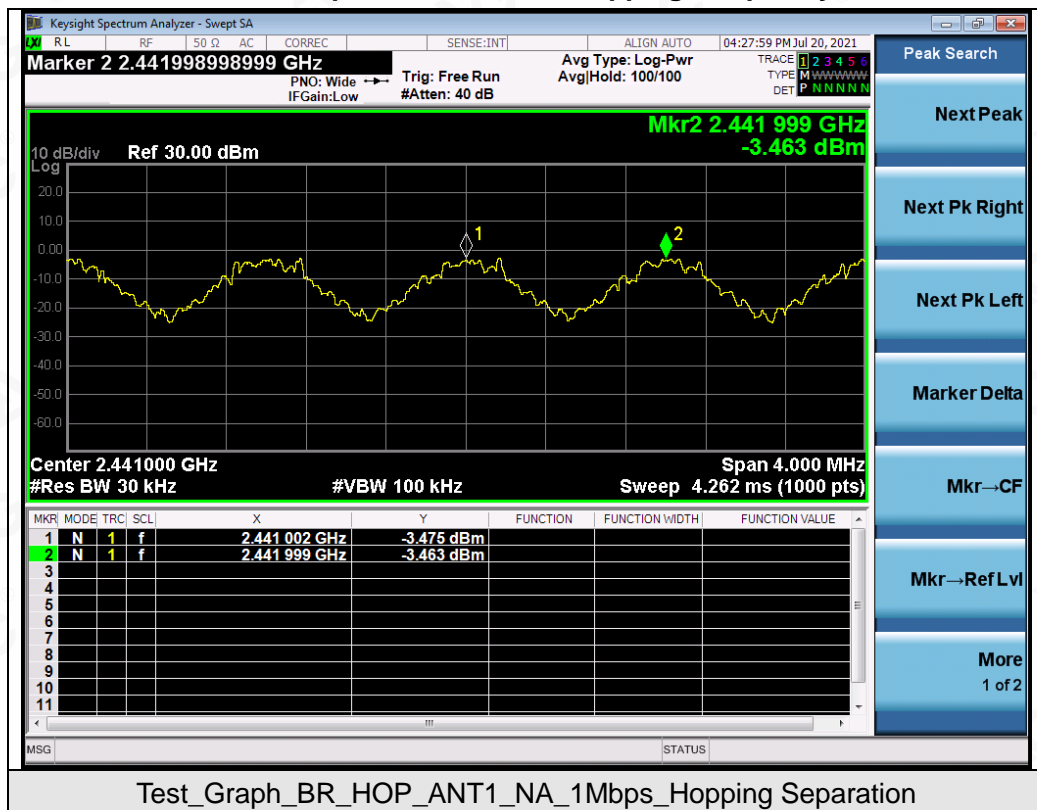 Keysight Spectrum Analyzer - Swept SA
LXI RL RF 50 Ω AC CORREC SENSE:INT ALIGN AUTO 04:27:59 PM Jul 20, 2021
Marker 2 2.441998998999 GHz
PNO: Wide
IFGain:Low
Trig: Free Run
#Atten: 40 dB
Avg Type: Log-Pwr
Avg|Hold: 100/100
TRACE 1 2 3 4 5 6
TYPE M WWWWW
DET P N N N N N
Peak Search
Next Peak
Next Pk Right
Next Pk Left
Marker Delta
Mkr→CF
Mkr→Ref Lvl
More
1 of 2
Mkr2 2.441 999 GHz
-3.463 dBm
10 dB/div Ref 30.00 dBm
Log
20.0
10.0
0.00
-10.0
-20.0
-30.0
-40.0
-50.0
-60.0
1
2
Center 2.441000 GHz Span 4.000 MHz
#Res BW 30 kHz #VBW 100 kHz Sweep 4.262 ms (1000 pts)
MKR MODE TRC SCL X Y FUNCTION FUNCTION WIDTH FUNCTION VALUE
1 N 1 f 2.441 002 GHz -3.475 dBm
2 N 1 f 2.441 999 GHz -3.463 dBm
3
4
5
6
7
8
9
10
11
MSG STATUS
Test_Graph_BR_HOP_ANT1_NA_1Mbps_Hopping Separation